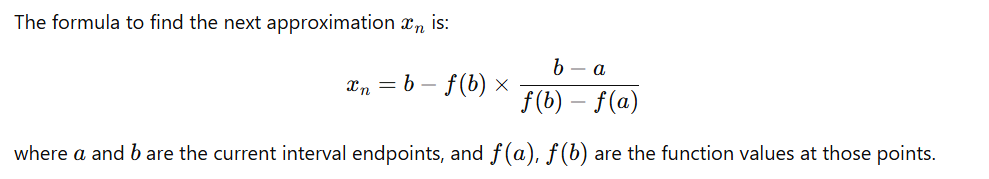 The formula to find the next approximation xₙ is:
xₙ = b − f(b) × (b − a) / (f(b) − f(a))
where a and b are the current interval endpoints, and f(a), f(b) are the function values at those points.